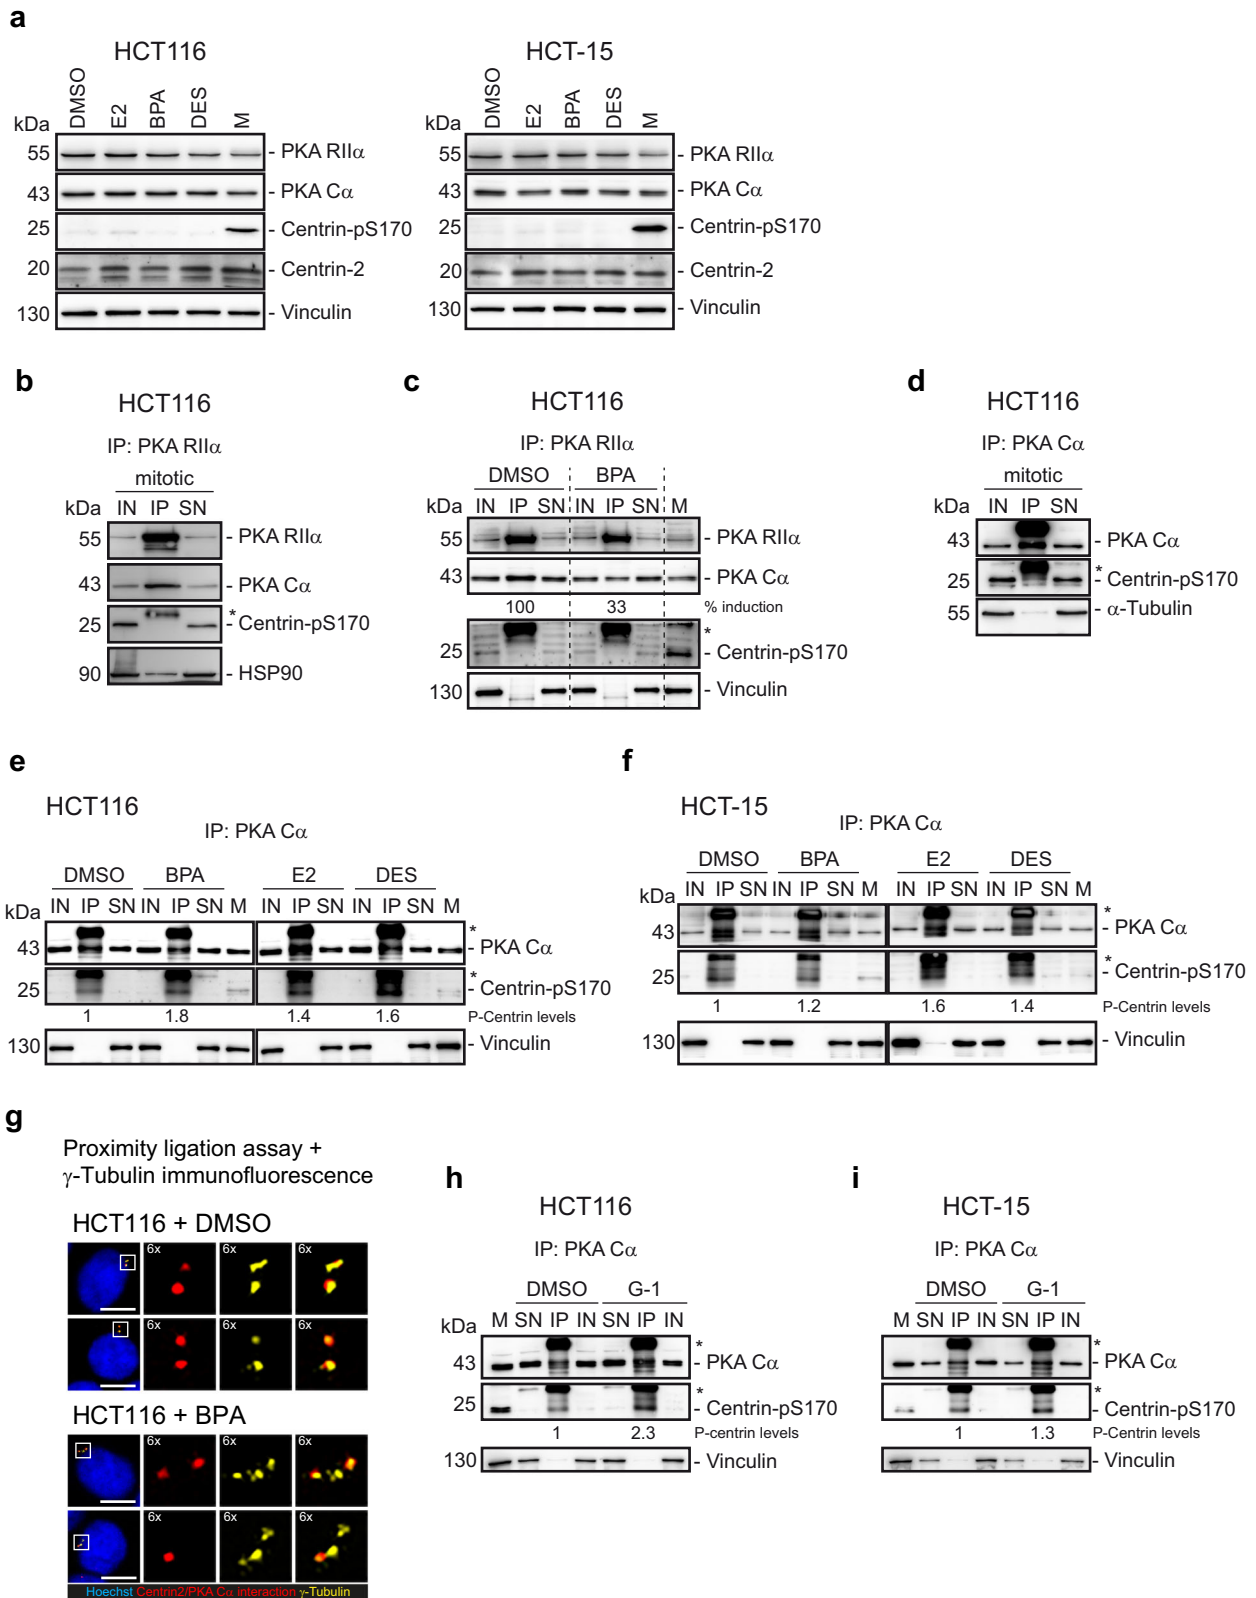 a
HCT116
DMSO E2 BPA DES M
kDa
55 - PKA RIIα
43 - PKA Cα
25 - Centrin-pS170
20 - Centrin-2
130 - Vinculin
HCT-15
DMSO E2 BPA DES M
kDa
55 - PKA RIIα
43 - PKA Cα
25 - Centrin-pS170
20 - Centrin-2
130 - Vinculin
b
HCT116
IP: PKA RIIα
mitotic
kDa IN IP SN
55 - PKA RIIα
43 - PKA Cα
*
25 - Centrin-pS170
90 - HSP90
c
HCT116
IP: PKA RIIα
DMSO BPA
kDa IN IP SN IN IP SN M
55 - PKA RIIα
43 - PKA Cα
100 33 % induction
*
25 - Centrin-pS170
130 - Vinculin
d
HCT116
IP: PKA Cα
mitotic
kDa IN IP SN
43 - PKA Cα
*
25 - Centrin-pS170
55 - α-Tubulin
e
HCT116
IP: PKA Cα
DMSO BPA E2 DES
IN IP SN IN IP SN M IN IP SN IN IP SN M
kDa
*
43 - PKA Cα
*
25 - Centrin-pS170
1 1.8 1.4 1.6 P-Centrin levels
130 - Vinculin
f
HCT-15
IP: PKA Cα
DMSO BPA E2 DES
IN IP SN IN IP SN M IN IP SN IN IP SN M
kDa
*
43 - PKA Cα
*
25 - Centrin-pS170
1 1.2 1.6 1.4 P-Centrin levels
130 - Vinculin
g
Proximity ligation assay +
γ-Tubulin immunofluorescence
HCT116 + DMSO
6x 6x 6x
6x 6x 6x
HCT116 + BPA
6x 6x 6x
6x 6x 6x
Hoechst Centrin2/PKA Cα interaction γ-Tubulin
h
HCT116
IP: PKA Cα
DMSO G-1
M SN IP IN SN IP IN
kDa
*
43 - PKA Cα
*
25 - Centrin-pS170
1 2.3 P-centrin levels
130 - Vinculin
i
HCT-15
IP: PKA Cα
DMSO G-1
M SN IP IN SN IP IN
*
- PKA Cα
*
- Centrin-pS170
1 1.3 P-Centrin levels
- Vinculin